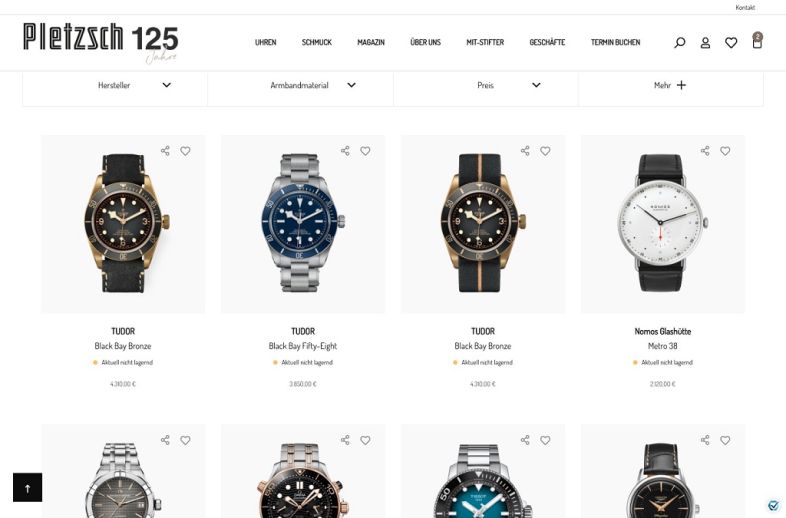 Kontakt
Pletzsch 125 Jahre
UHREN SCHMUCK MAGAZIN ÜBER UNS MIT-STIFTER GESCHÄFTE TERMIN BUCHEN 2
Hersteller Armbandmaterial Preis Mehr
TUDOR TUDOR TUDOR Nomos Glashütte
Black Bay Bronze Black Bay Fifty-Eight Black Bay Bronze Metro 38
Aktuell nicht lagernd Aktuell nicht lagernd Aktuell nicht lagernd Aktuell nicht lagernd
4.310,00 € 3.850,00 € 4.310,00 € 2.120,00 €